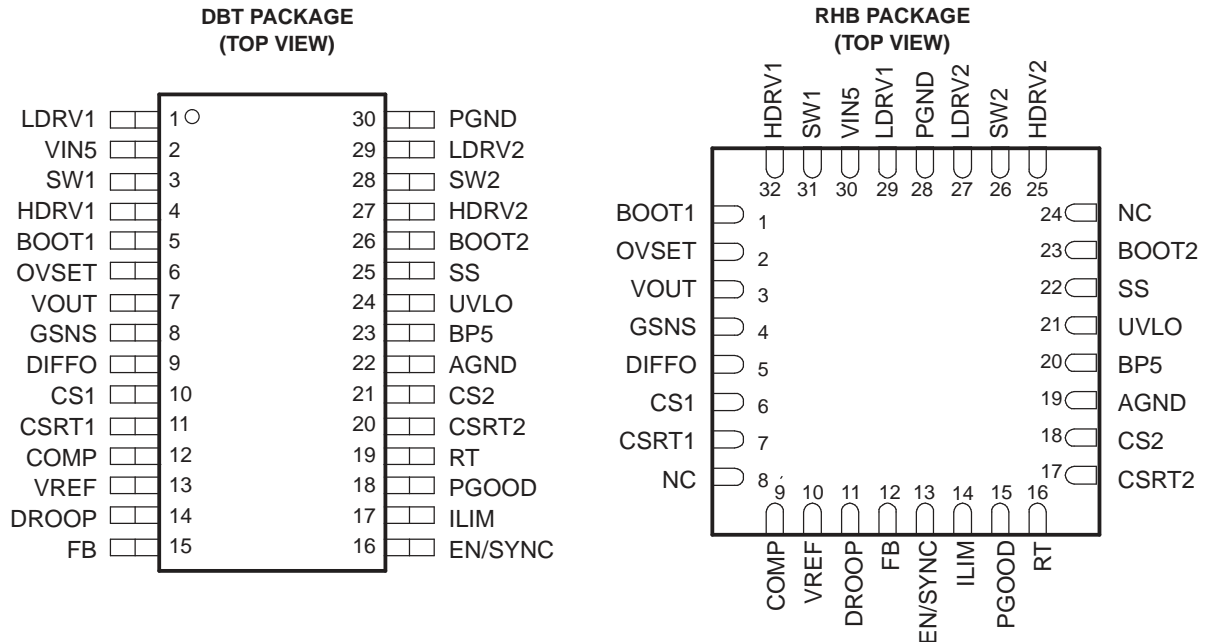 DBT PACKAGE
(TOP VIEW)
LDRV1 1 30 PGND
VIN5 2 29 LDRV2
SW1 3 28 SW2
HDRV1 4 27 HDRV2
BOOT1 5 26 BOOT2
OVSET 6 25 SS
VOUT 7 24 UVLO
GSNS 8 23 BP5
DIFFO 9 22 AGND
CS1 10 21 CS2
CSRT1 11 20 CSRT2
COMP 12 19 RT
VREF 13 18 PGOOD
DROOP 14 17 ILIM
FB 15 16 EN/SYNC
RHB PACKAGE
(TOP VIEW)
HDRV1 SW1 VIN5 LDRV1 PGND LDRV2 SW2 HDRV2
32 31 30 29 28 27 26 25
BOOT1 1 24 NC
OVSET 2 23 BOOT2
VOUT 3 22 SS
GSNS 4 21 UVLO
DIFFO 5 20 BP5
CS1 6 19 AGND
CSRT1 7 18 CS2
NC 8 17 CSRT2
9 10 11 12 13 14 15 16
COMP VREF DROOP FB EN/SYNC ILIM PGOOD RT